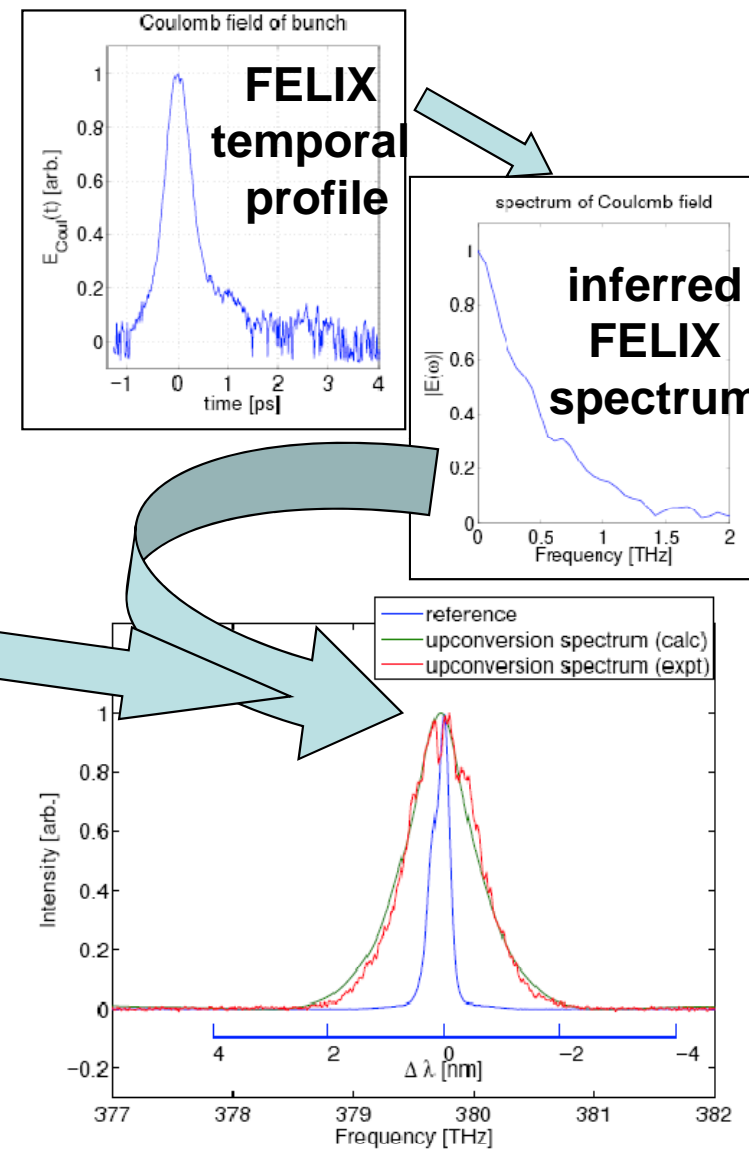 Coulomb field of bunch
FELIX
temporal
profile
E_Coul(t) [arb.]
1
0.8
0.6
0.4
0.2
0
−1 0 1 2 3 4
time [ps]
spectrum of Coulomb field
inferred
FELIX
spectrum
|E(ω)|
1
0.8
0.6
0.4
0.2
0
0 0.5 1 1.5 2
Frequency [THz]
reference
upconversion spectrum (calc)
upconversion spectrum (expt)
Intensity [arb.]
1
0.8
0.6
0.4
0.2
0
−0.2
4 2 0 −2 −4
Δ λ [nm]
377 378 379 380 381 382
Frequency [THz]